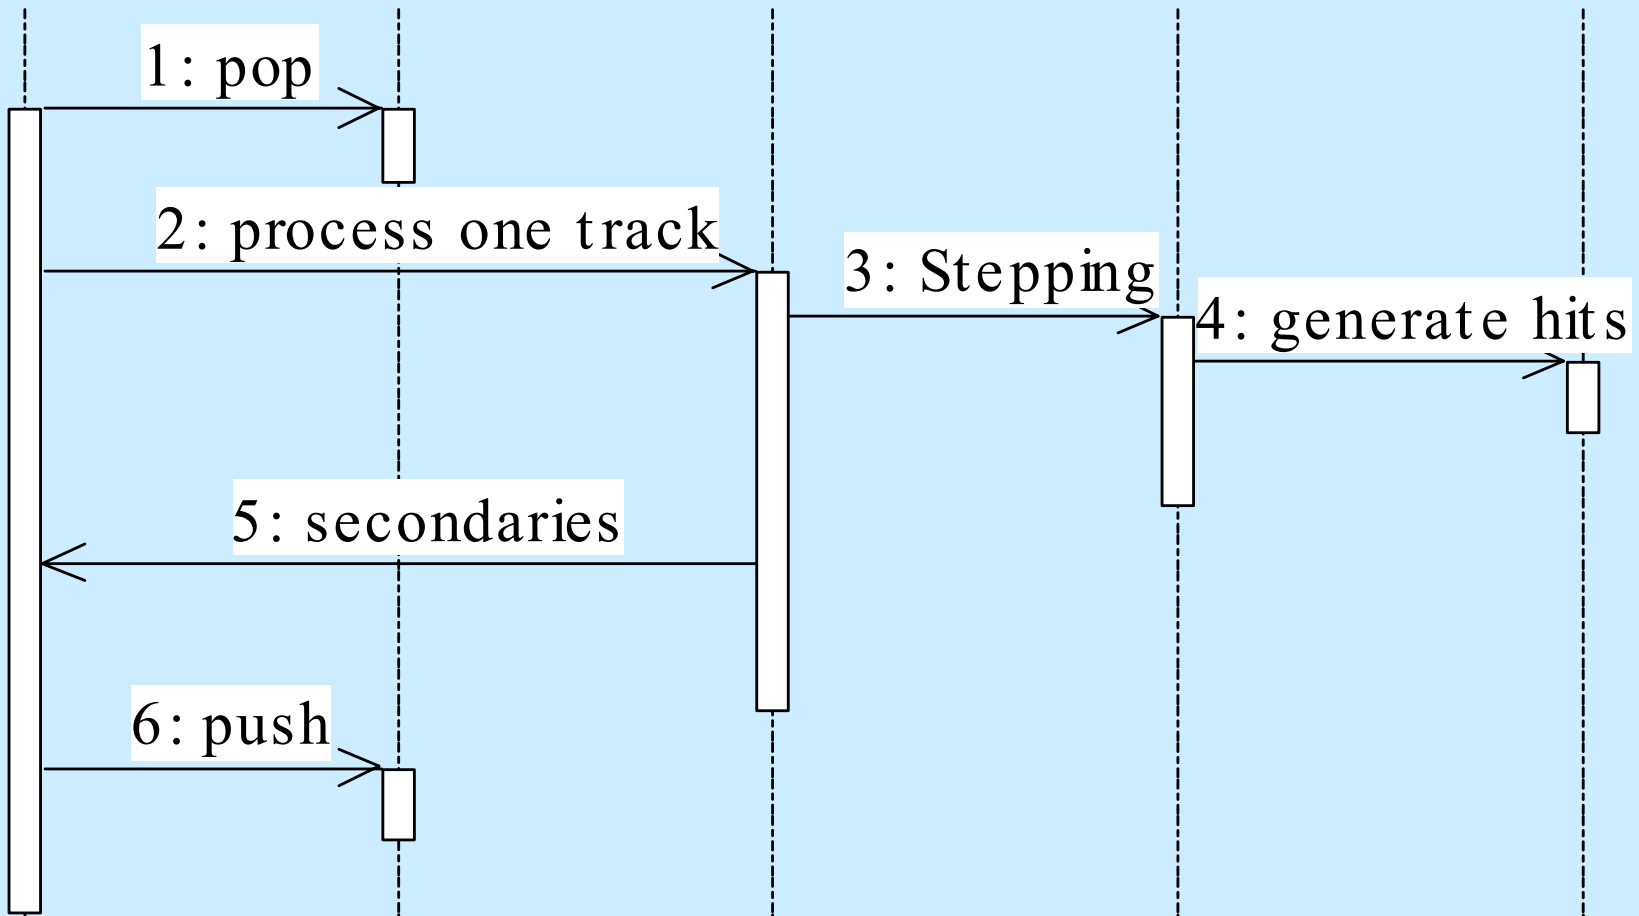 1: pop
2: process one track
3: Stepping
4: generate hits
5: secondaries
6: push